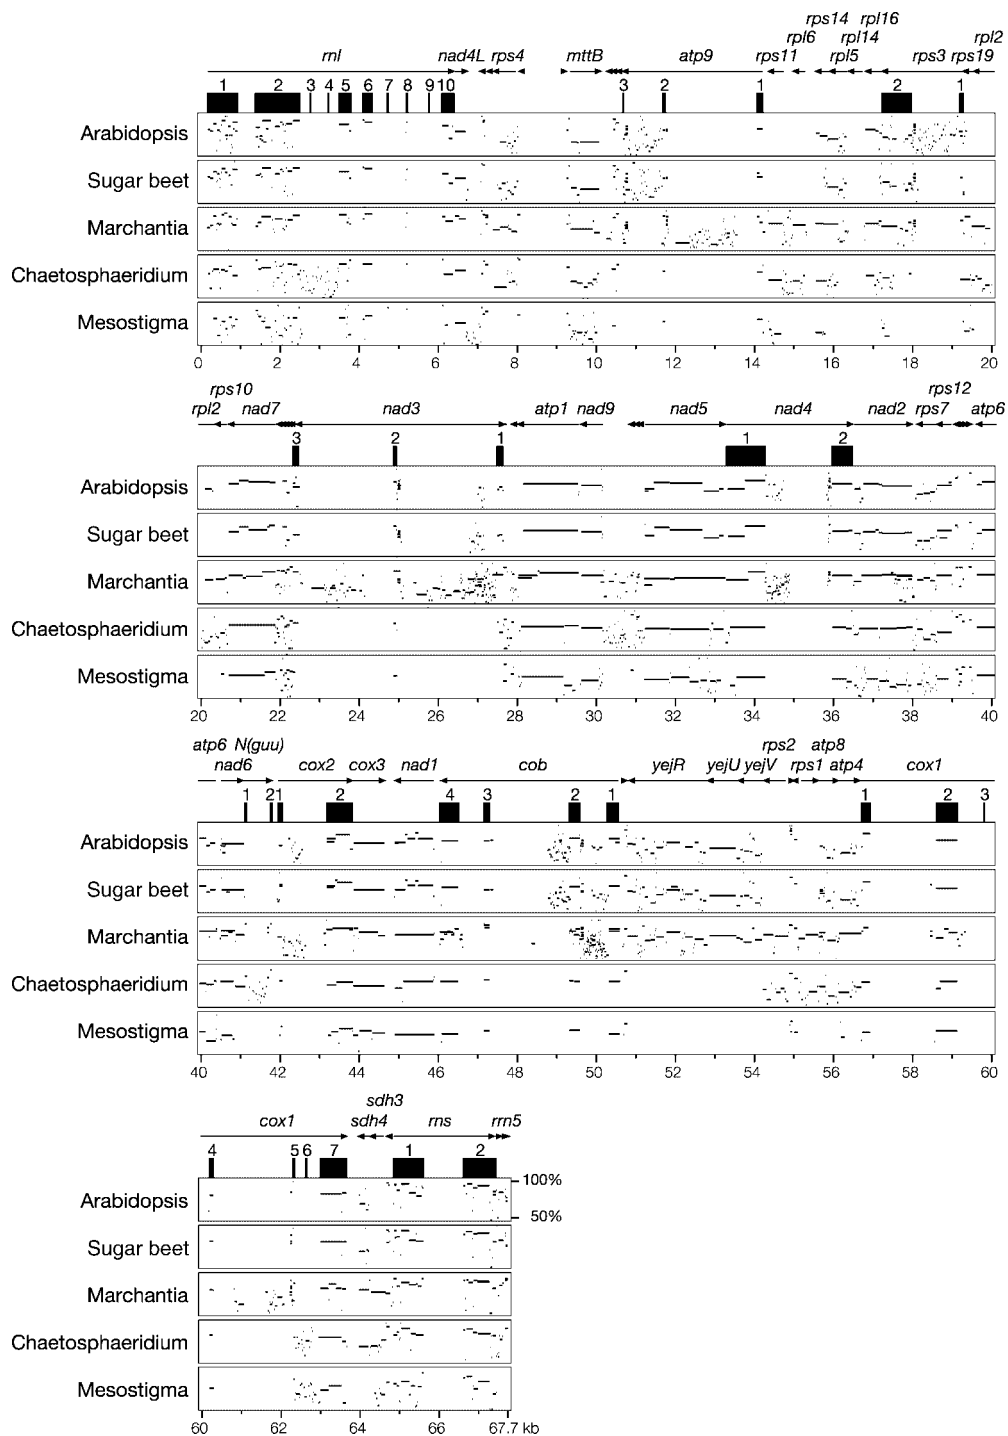 rps14 rpl16
rpl6 rpl14 rpl2
rnl nad4L rps4 mttB atp9 rps11 rpl5 rps3 rps19
1 2 3 4 5 6 7 8 9 10 3 2 1 2 1
Arabidopsis
Sugar beet
Marchantia
Chaetosphaeridium
Mesostigma
0 2 4 6 8 10 12 14 16 18 20
rps10 rps12
rpl2 nad7 nad3 atp1 nad9 nad5 nad4 nad2 rps7 atp6
3 2 1 1 2
Arabidopsis
Sugar beet
Marchantia
Chaetosphaeridium
Mesostigma
20 22 24 26 28 30 32 34 36 38 40
atp6 N(guu) rps2 atp8
nad6 cox2 cox3 nad1 cob yejR yejU yejV rps1 atp4 cox1
1 2 1 2 4 3 2 1 1 2 3
Arabidopsis
Sugar beet
Marchantia
Chaetosphaeridium
Mesostigma
40 42 44 46 48 50 52 54 56 58 60
sdh3
cox1 sdh4 rns rrn5
4 5 6 7 1 2
100%
Arabidopsis
50%
Sugar beet
Marchantia
Chaetosphaeridium
Mesostigma
60 62 64 66 67.7 kb